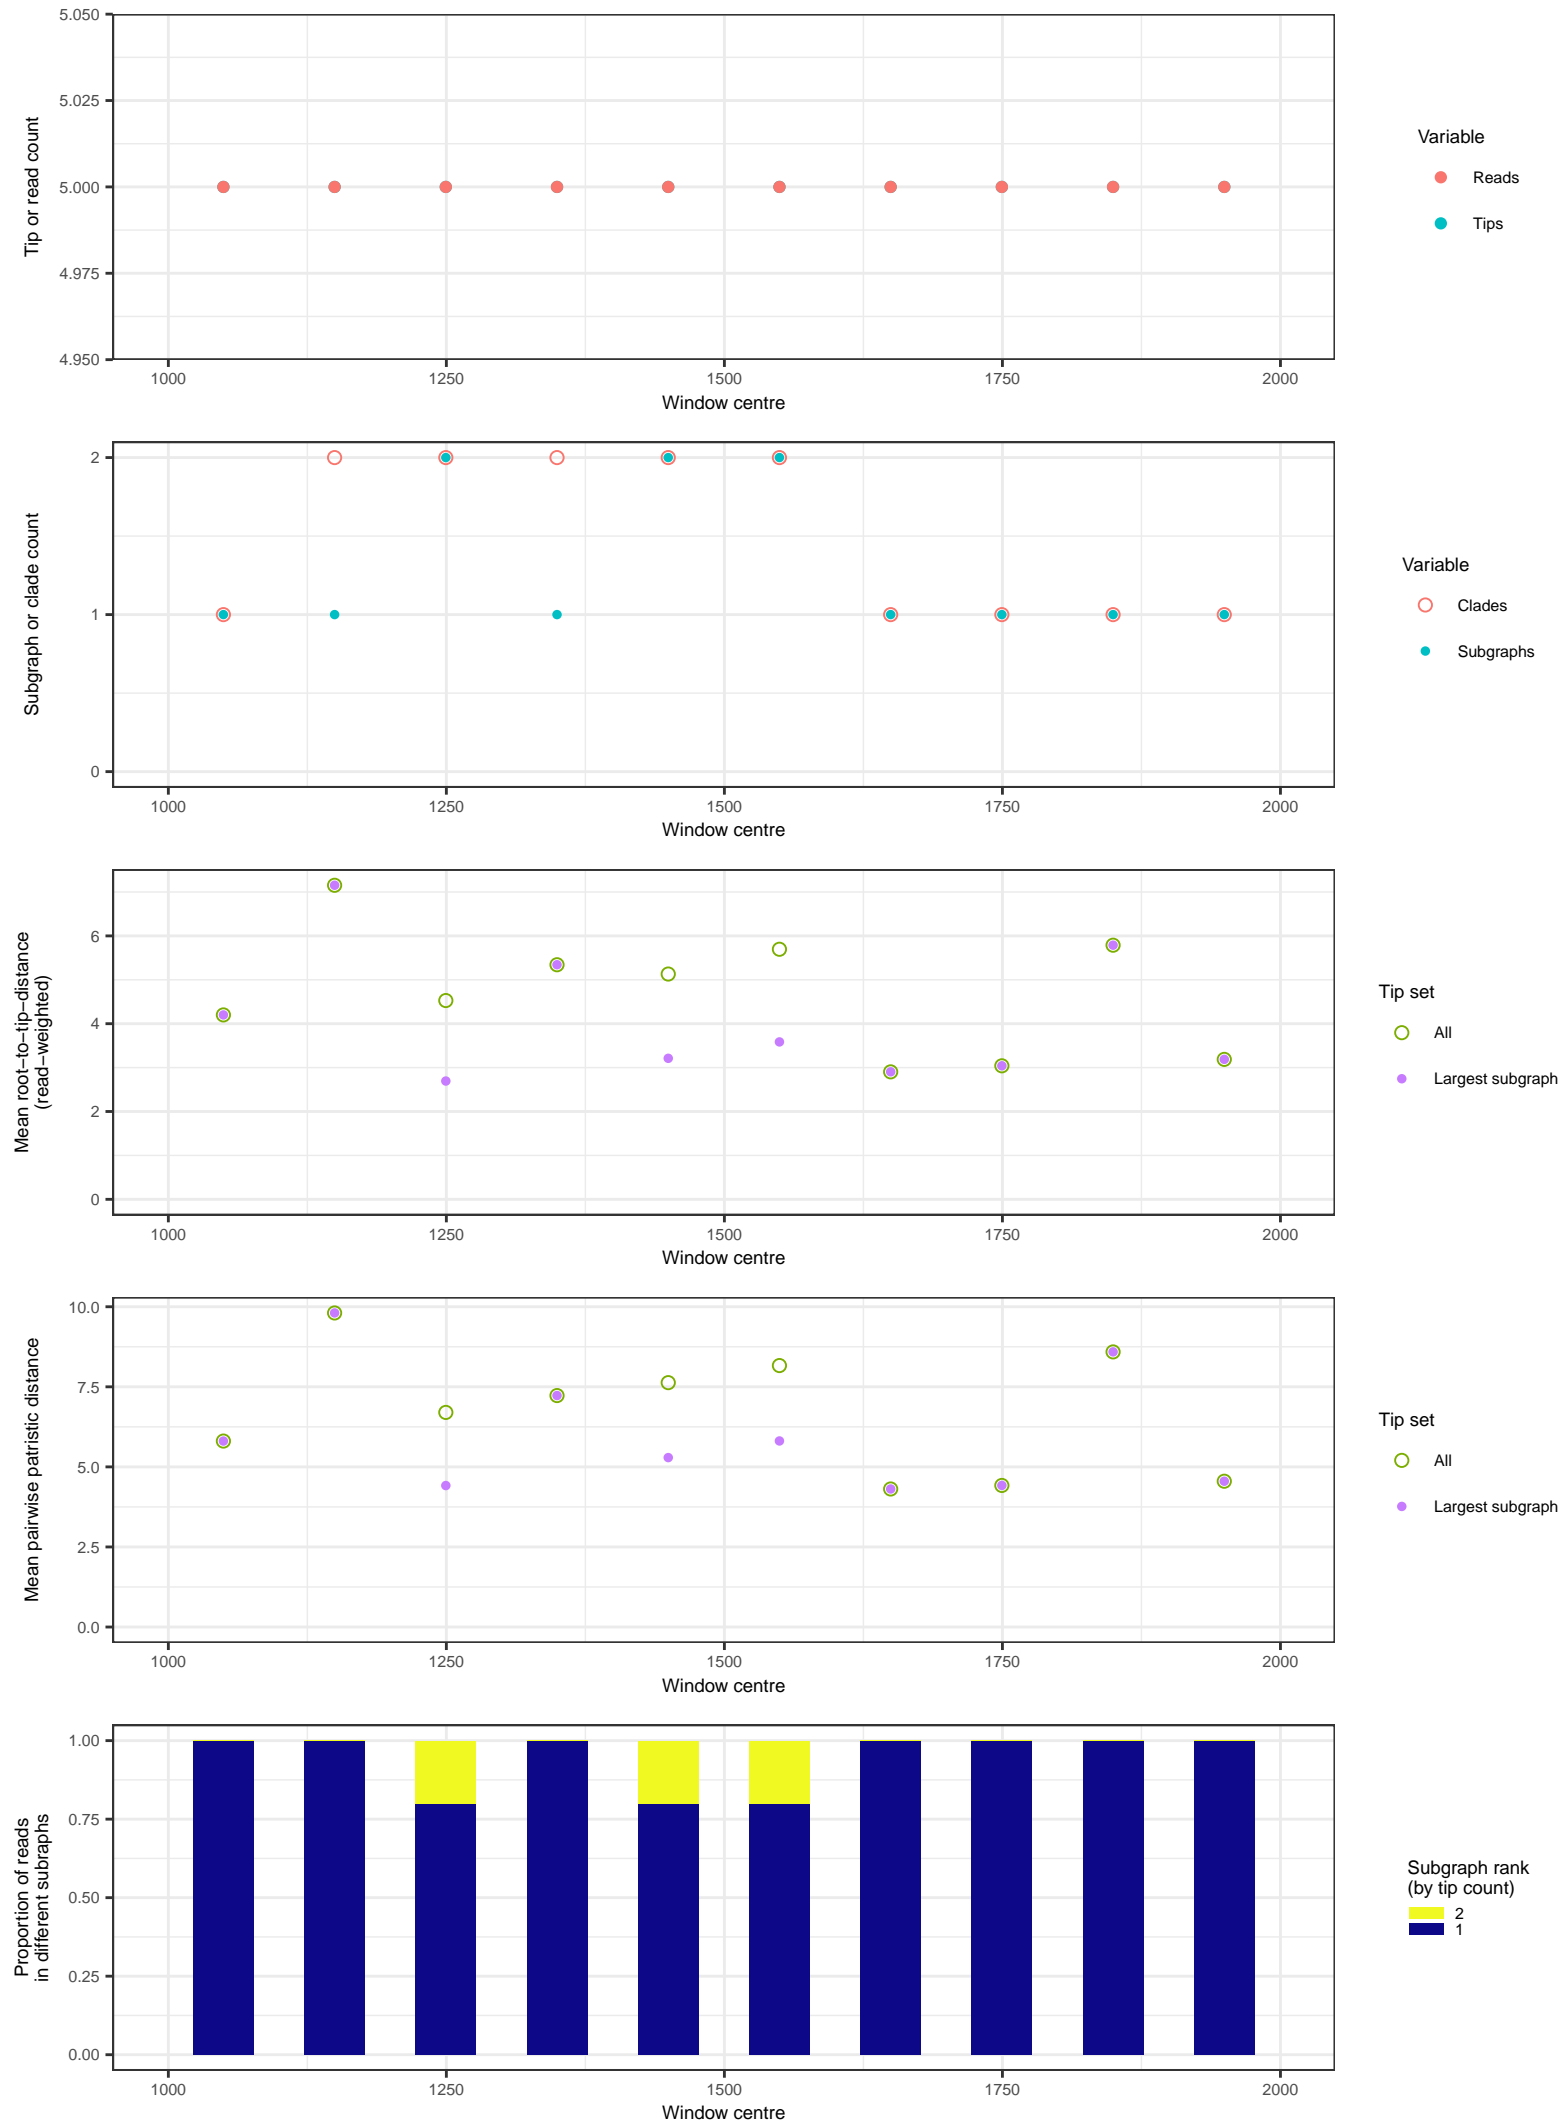 5.050
5.025
5.000
4.975
4.950
Tip or read count
1000 1250 1500 1750 2000
Window centre
Variable
Reads
Tips
2
1
0
Subgraph or clade count
1000 1250 1500 1750 2000
Window centre
Variable
Clades
Subgraphs
6
4
2
0
Mean root−to−tip−distance
(read−weighted)
1000 1250 1500 1750 2000
Window centre
Tip set
All
Largest subgraph
10.0
7.5
5.0
2.5
0.0
Mean pairwise patristic distance
1000 1250 1500 1750 2000
Window centre
Tip set
All
Largest subgraph
1.00
0.75
0.50
0.25
0.00
Proportion of reads
in different subraphs
1000 1250 1500 1750 2000
Window centre
Subgraph rank
(by tip count)
2
1